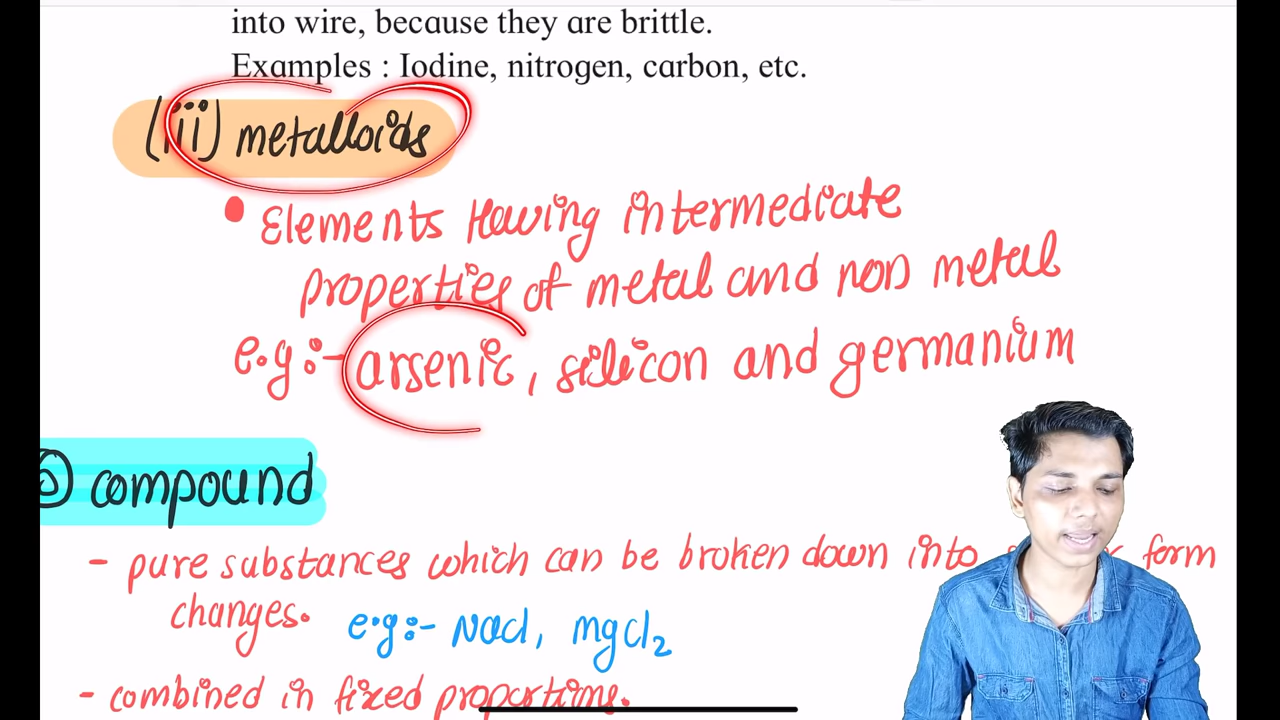 into wire, because they are brittle.
Examples : Iodine, nitrogen, carbon, etc.
(iii) metalloids
• Elements Having intermediate
properties of metal and non metal
e.g:- arsenic, silicon and germanium
② compound
- pure substances which can be broken down into form
changes. e.g:- Nacl, mgcl₂
- combined in fixed proportions.